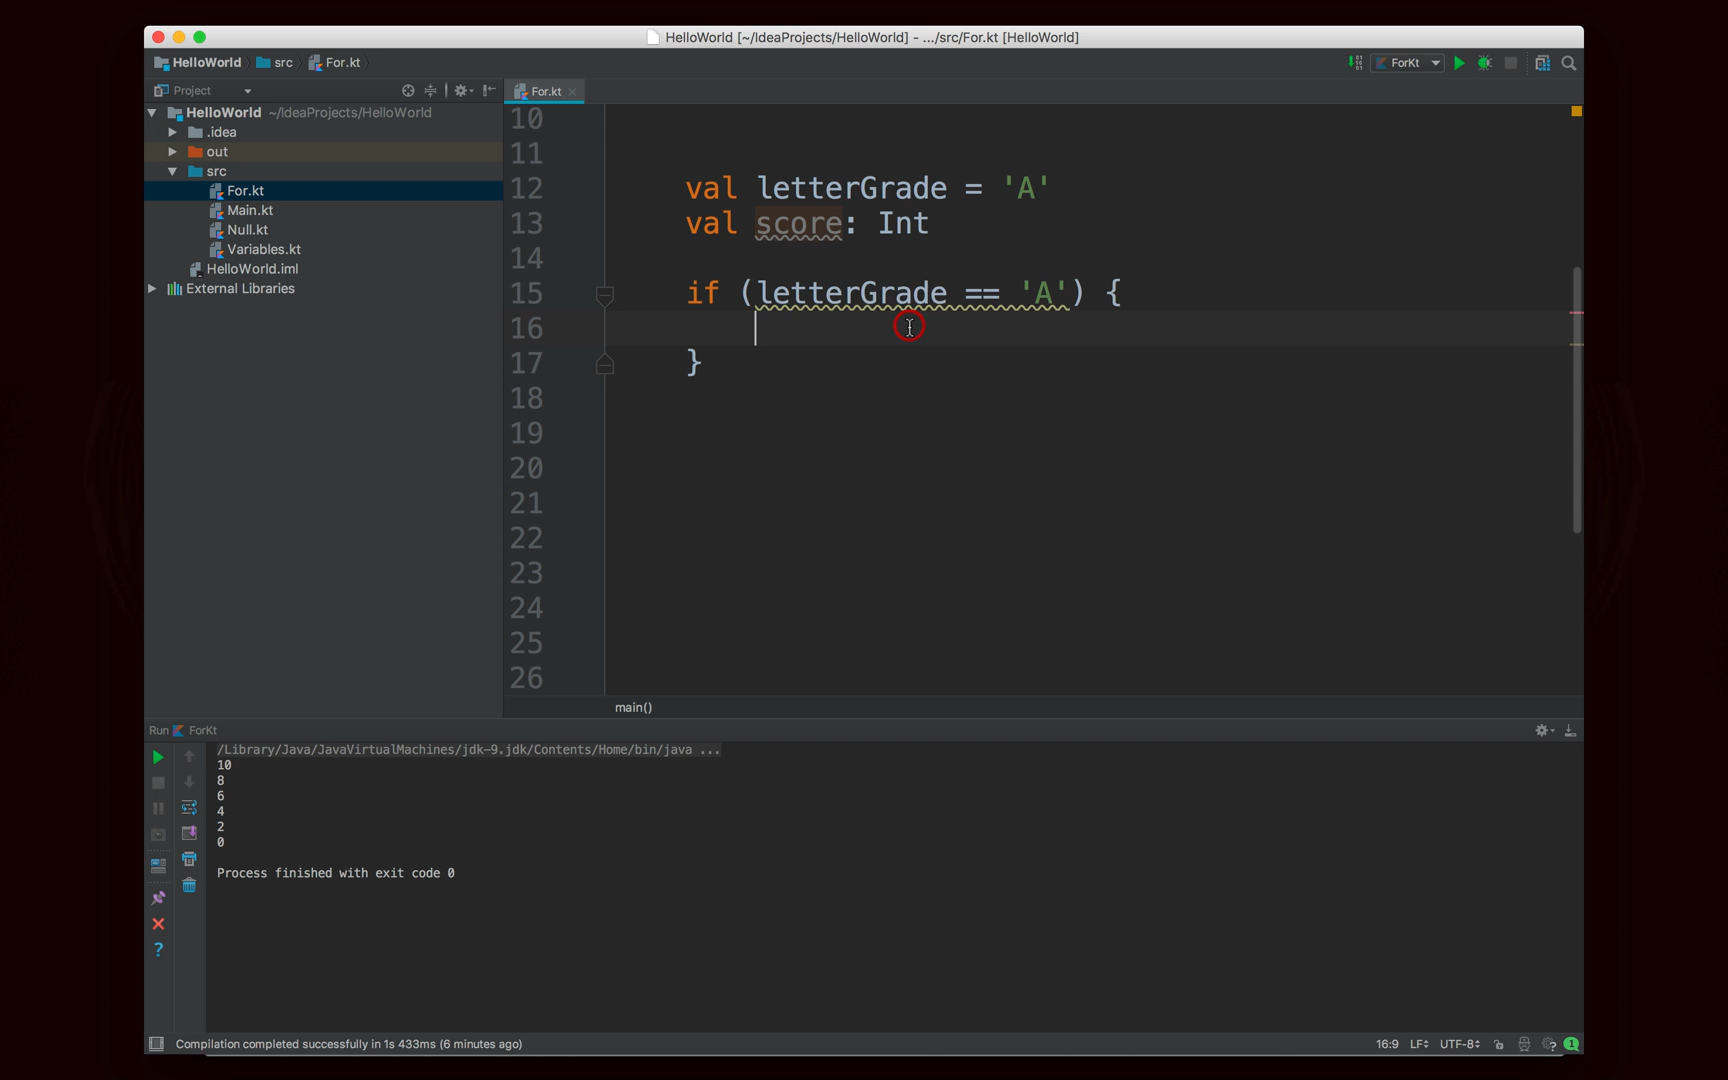 HelloWorld [~/IdeaProjects/HelloWorld] - .../src/For.kt [HelloWorld]
HelloWorld src For.kt ForKt
Project For.kt
HelloWorld ~/IdeaProjects/HelloWorld
.idea
out
src
For.kt
Main.kt
Null.kt
Variables.kt
HelloWorld.iml
External Libraries
10
11
12 val letterGrade = 'A'
13 val score: Int
14
15 if (letterGrade == 'A') {
16
17 }
18
19
20
21
22
23
24
25
26
main()
Run ForKt
/Library/Java/JavaVirtualMachines/jdk-9.jdk/Contents/Home/bin/java ...
10
8
6
4
2
0
Process finished with exit code 0
Compilation completed successfully in 1s 433ms (6 minutes ago) 16:9 LF UTF-8 1